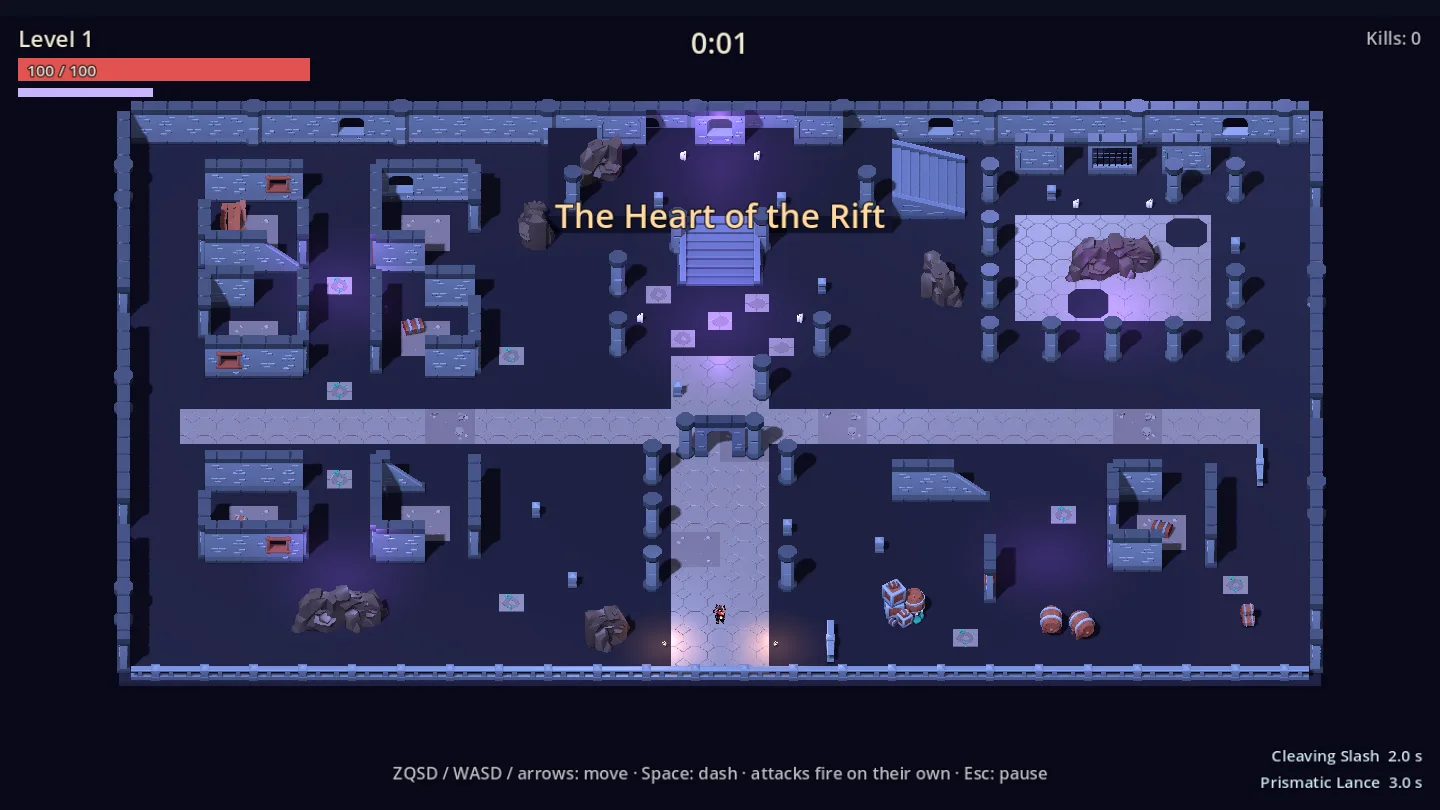 Level 1
0:01
Kills: 0
100 / 100
The Heart of the Rift
ZQSD / WASD / arrows: move · Space: dash · attacks fire on their own · Esc: pause
Cleaving Slash 2.0 s
Prismatic Lance 3.0 s